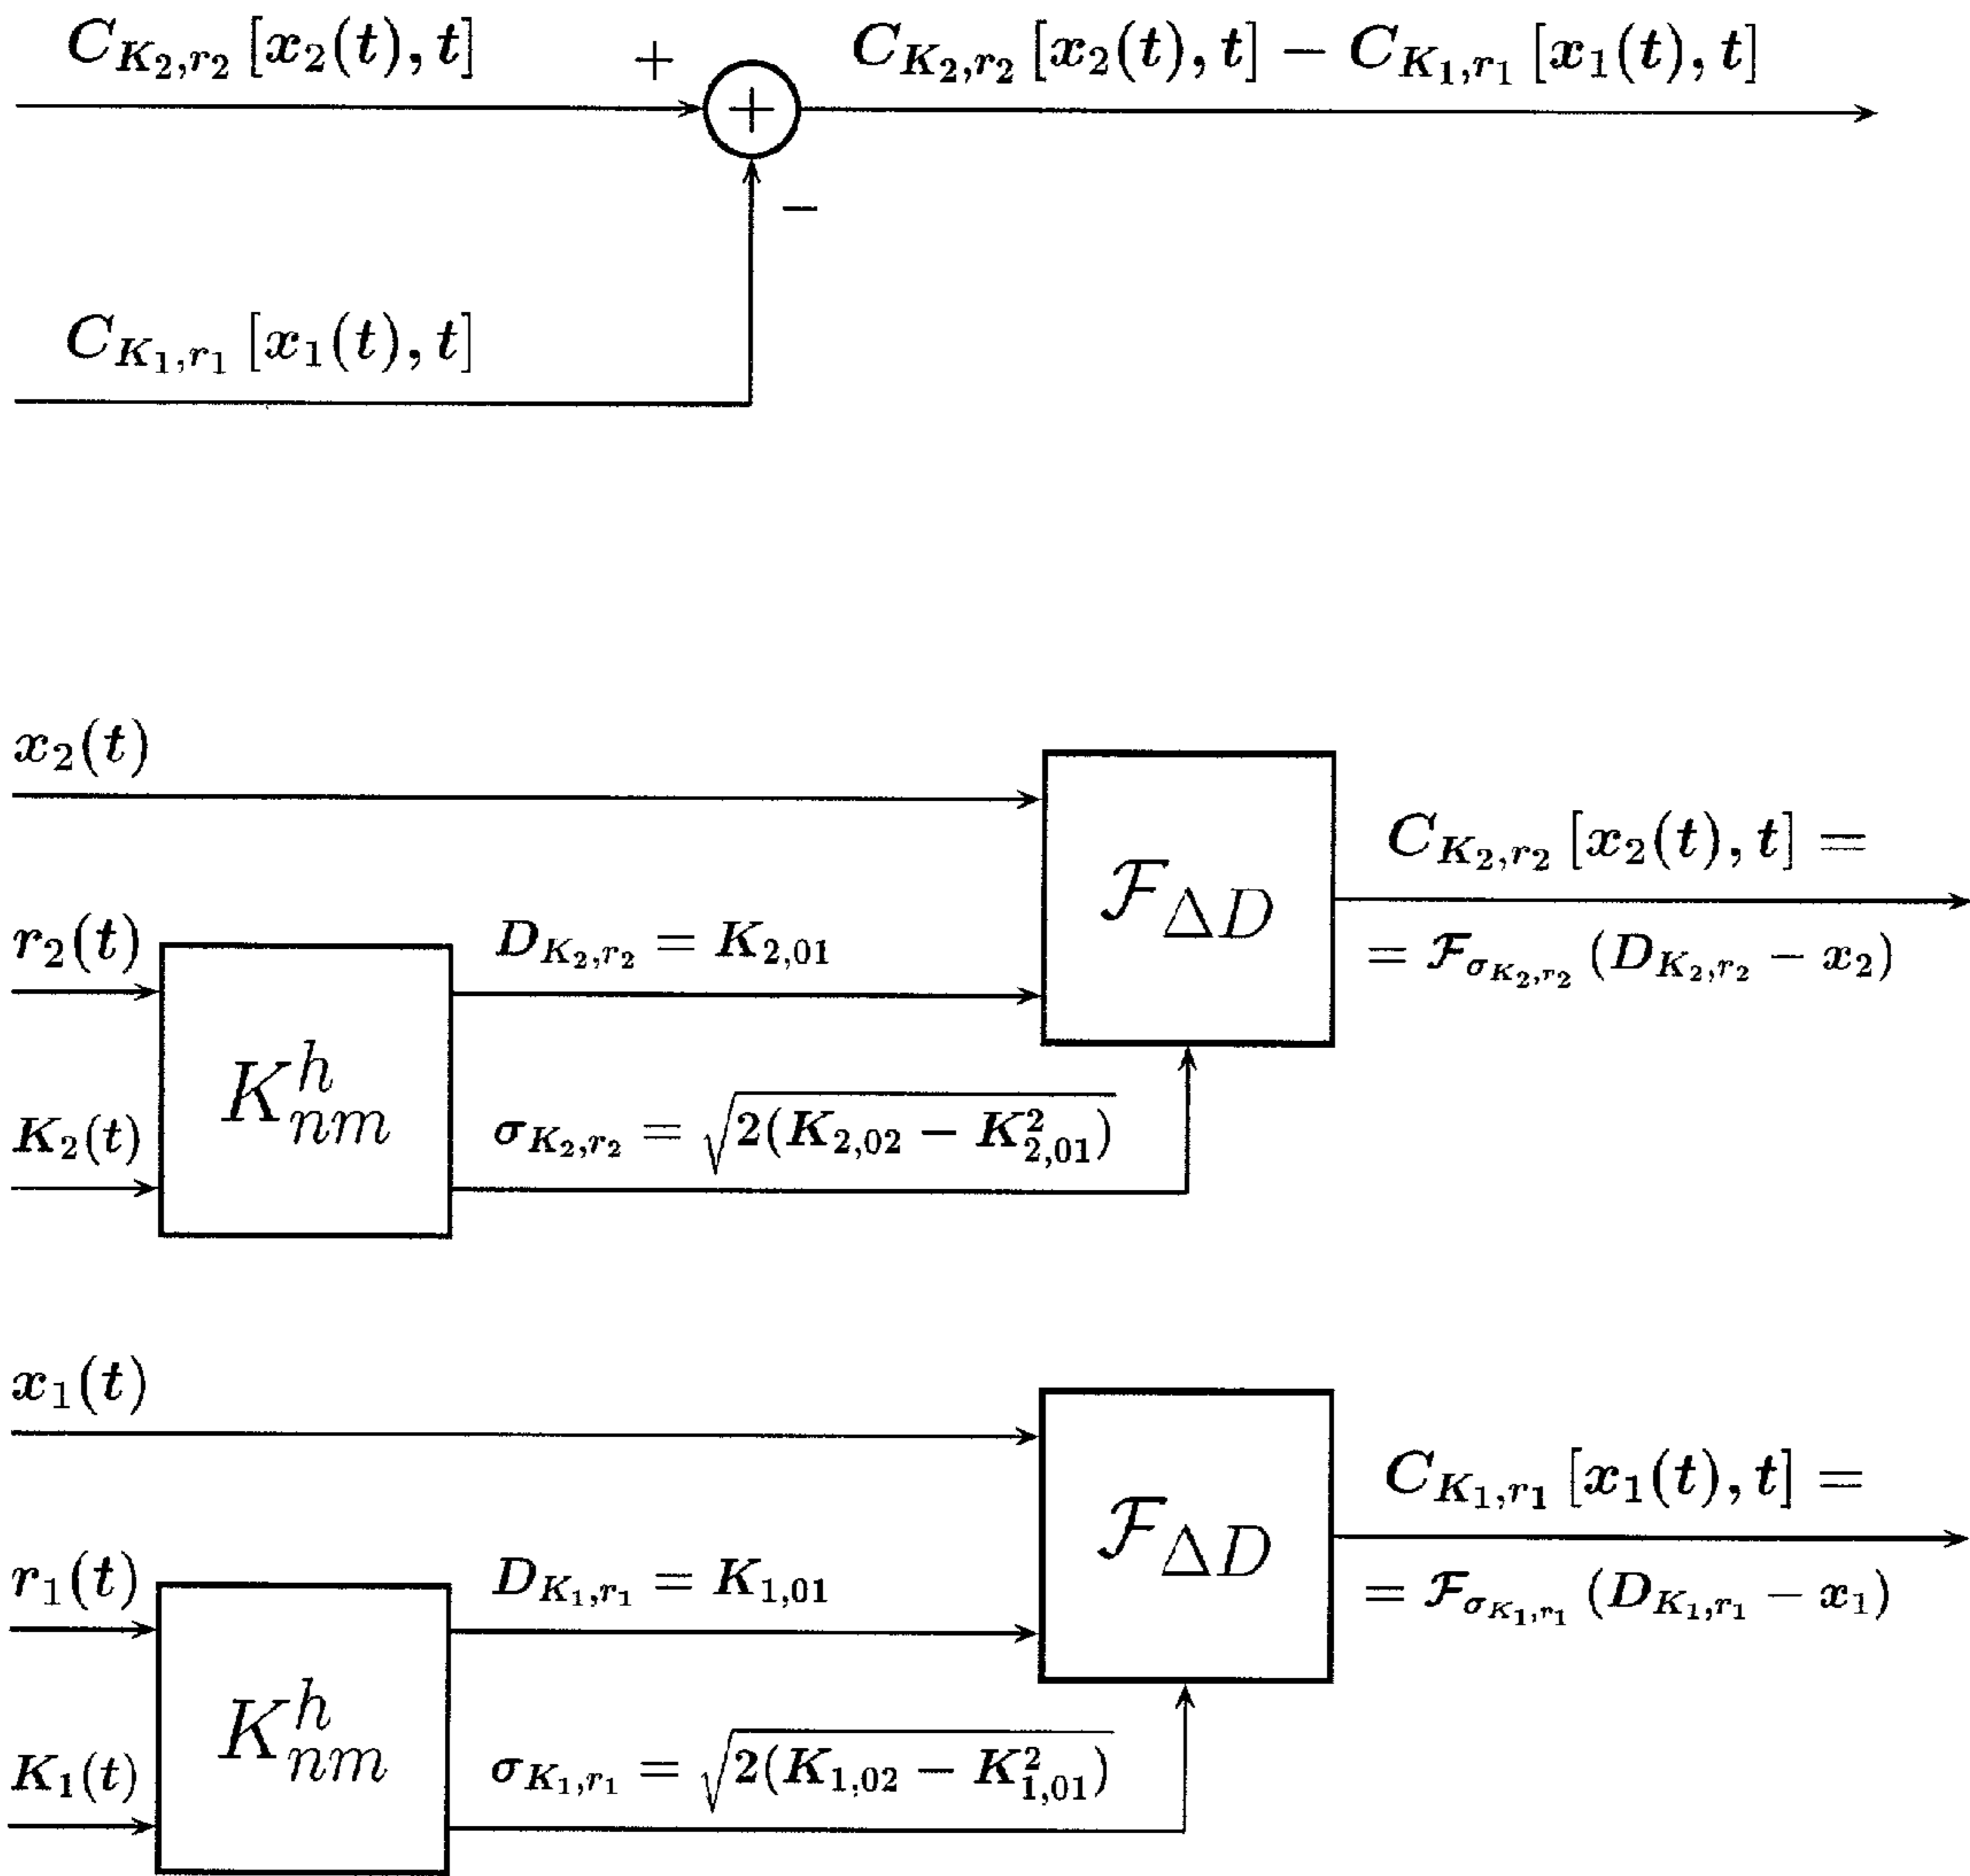 C_{K_2,r_2} [x_2(t), t]
+
C_{K_2,r_2} [x_2(t), t] − C_{K_1,r_1} [x_1(t), t]
+
−
C_{K_1,r_1} [x_1(t), t]
x_2(t)
F_{ΔD}
C_{K_2,r_2} [x_2(t), t] =
= F_{σ_{K_2,r_2}} (D_{K_2,r_2} − x_2)
r_2(t)
D_{K_2,r_2} = K_{2,01}
K^h_{nm}
K_2(t)
σ_{K_2,r_2} = √(2(K_{2,02} − K^2_{2,01}))
x_1(t)
F_{ΔD}
C_{K_1,r_1} [x_1(t), t] =
= F_{σ_{K_1,r_1}} (D_{K_1,r_1} − x_1)
r_1(t)
D_{K_1,r_1} = K_{1,01}
K^h_{nm}
K_1(t)
σ_{K_1,r_1} = √(2(K_{1,02} − K^2_{1,01}))